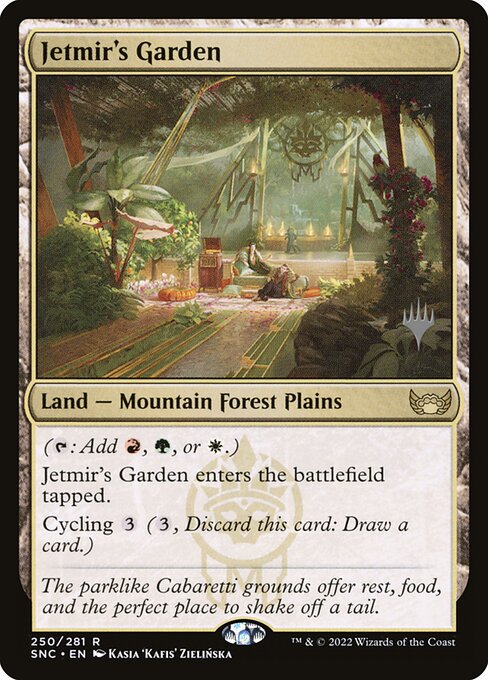 Jetmir's Garden
Land — Mountain Forest Plains
(: Add , , or .)
Jetmir's Garden enters the battlefield
tapped.
Cycling 3 (3, Discard this card: Draw a
card.)
The parklike Cabaretti grounds offer rest, food,
and the perfect place to shake off a tail.
250/281 R
SNC • EN Kasia 'Kafis' Zielińska
™ & © 2022 Wizards of the Coast